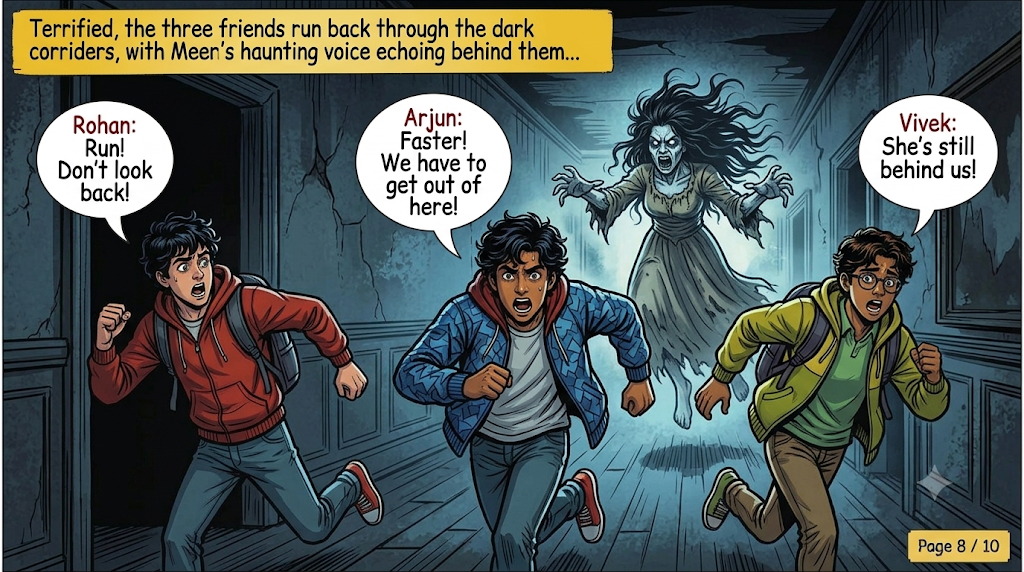 Terrified, the three friends run back through the dark
corriders, with Meen's haunting voice echoing behind them...
Rohan:
Run!
Don't look
back!
Arjun:
Faster!
We have to
get out of
here!
Vivek:
She's still
behind us!
Page 8 / 10